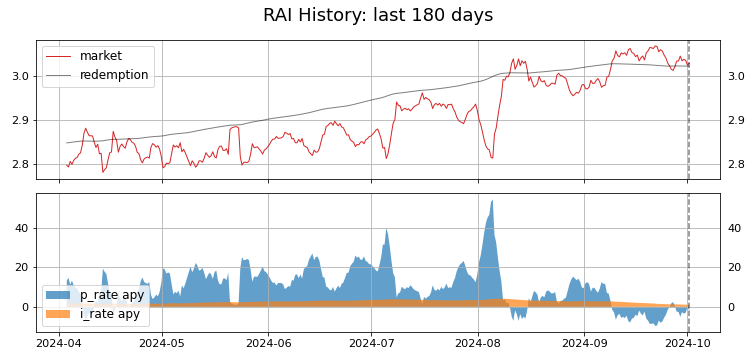 RAI History: last 180 days
market
redemption
3.0
2.9
2.8
3.0
2.9
2.8
40
20
0
40
20
0
p_rate apy
i_rate apy
2024-04 2024-05 2024-06 2024-07 2024-08 2024-09 2024-10